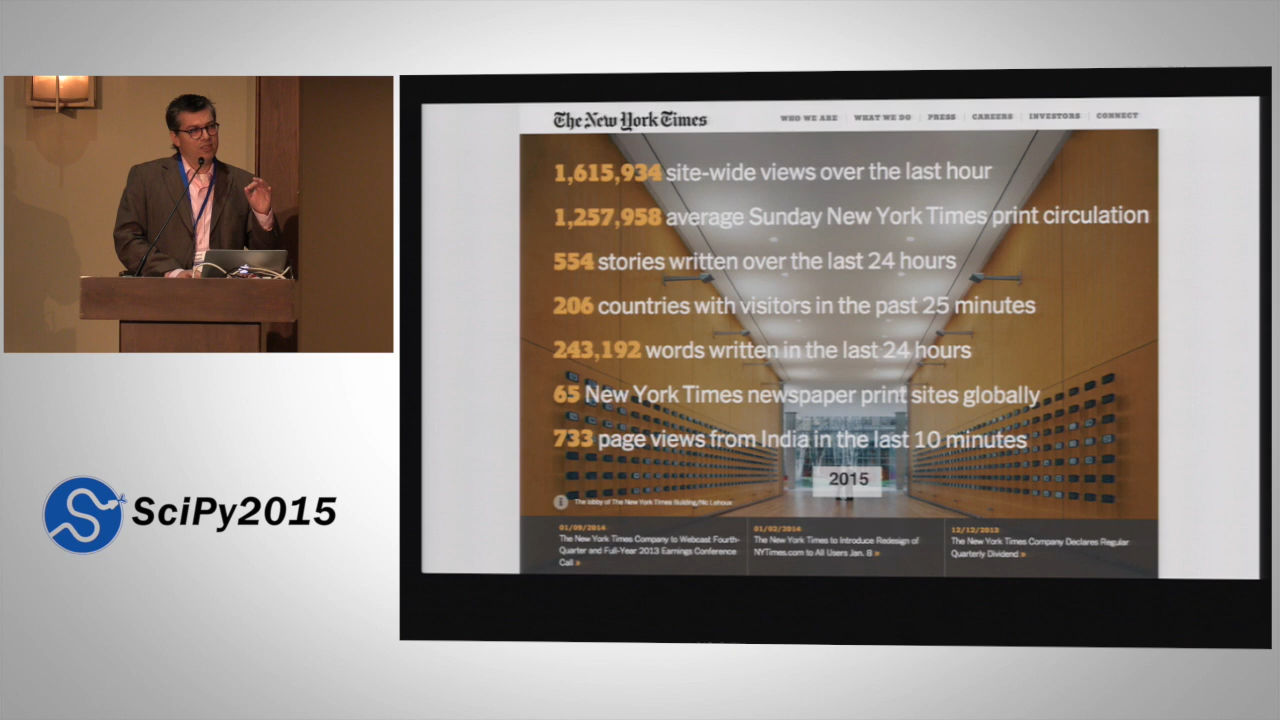 The New York Times
WHO WE ARE WHAT WE DO PRESS CAREERS INVESTORS CONNECT
1,615,934 site-wide views over the last hour
1,257,958 average Sunday New York Times print circulation
554 stories written over the last 24 hours
206 countries with visitors in the past 25 minutes
243,192 words written in the last 24 hours
65 New York Times newspaper print sites globally
733 page views from India in the last 10 minutes
2015
The lobby of The New York Times Building/Nic Lehoux
01/09/2014
The New York Times Company to Webcast Fourth-
Quarter and Full-Year 2013 Earnings Conference
Call »
01/02/2014
The New York Times to Introduce Redesign of
NYTimes.com to All Users Jan. 8 »
12/12/2013
The New York Times Company Declares Regular
Quarterly Dividend »
SciPy2015